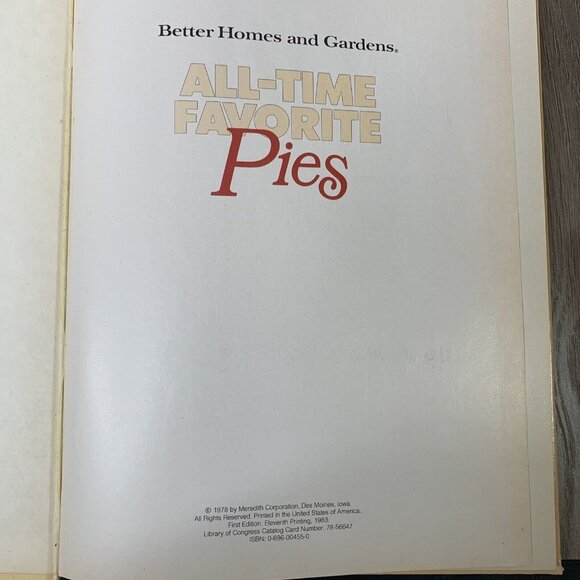 Better Homes and Gardens®
ALL-TIME
FAVORITE
Pies
© 1978 by Meredith Corporation, Des Moines, Iowa.
All Rights Reserved. Printed in the United States of America.
First Edition. Eleventh Printing, 1983.
Library of Congress Catalog Card Number: 78-56647
ISBN: 0-696-00455-0